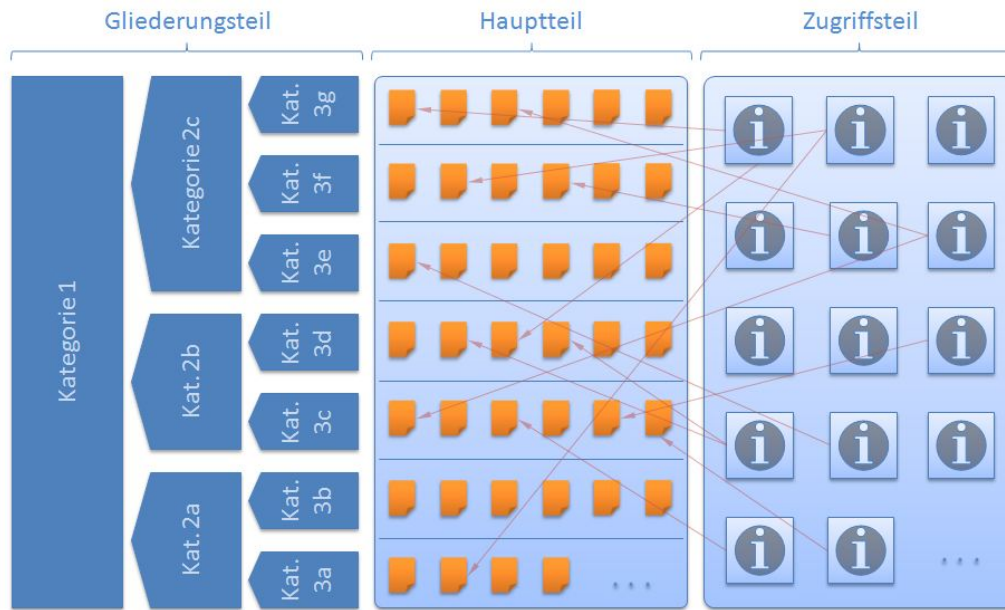 Gliederungsteil
Hauptteil
Zugriffsteil
Kategorie 1
Kategorie 2c
Kat. 2b
Kat. 2a
Kat.
3g
Kat.
3f
Kat.
3e
Kat.
3d
Kat.
3c
Kat.
3b
Kat.
3a
. . .
i
i
i
i
i
i
i
i
i
i
i
i
i
i
. . .